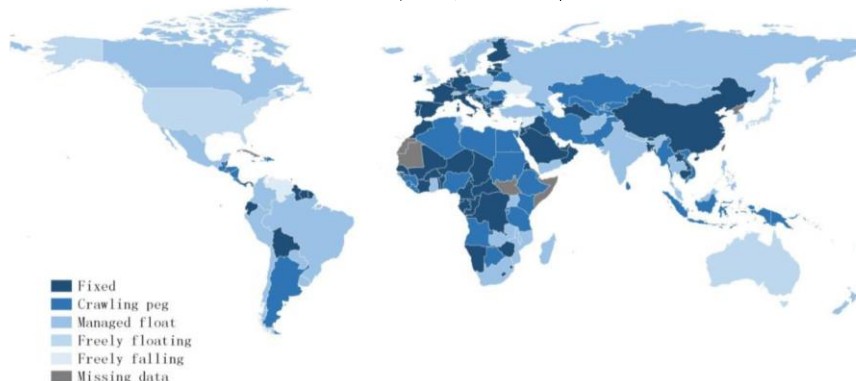 Fixed
Crawling peg
Managed float
Freely floating
Freely falling
Missing data